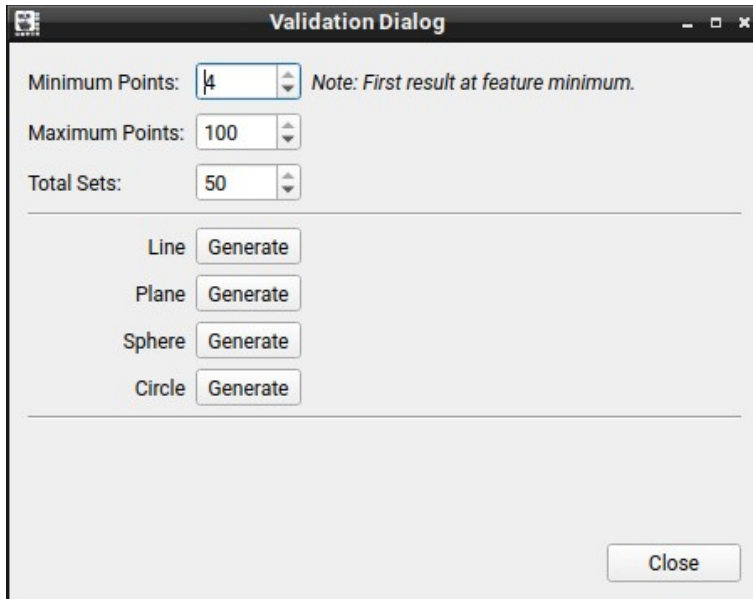 Validation Dialog
Minimum Points: 4 Note: First result at feature minimum.
Maximum Points: 100
Total Sets: 50
Line Generate
Plane Generate
Sphere Generate
Circle Generate
Close